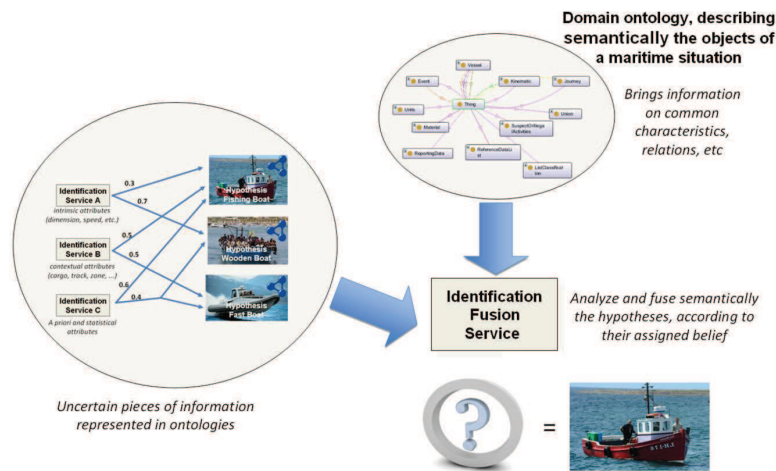 Domain ontology, describing
semantically the objects of
a maritime situation
Vessel
Event
Kinematic
Journey
Thing
Units
Union
Material
ReportingData
Brings information
on common
characteristics,
relations, etc
0.3
Identification
Service A
intrinsic attributes
(dimension, speed, etc.)
0.7
Hypothesis
Fishing Boat
0.5
Identification
Service B
contextual attributes
(cargo, track, zone, ...)
0.5
Hypothesis
Wooden Boat
0.6
Identification
Service C
A priori and statistical
attributes
0.4
Hypothesis
Fast Boat
Uncertain pieces of information
represented in ontologies
Identification
Fusion
Service
Analyze and fuse semantically
the hypotheses, according to
their assigned belief
?
=